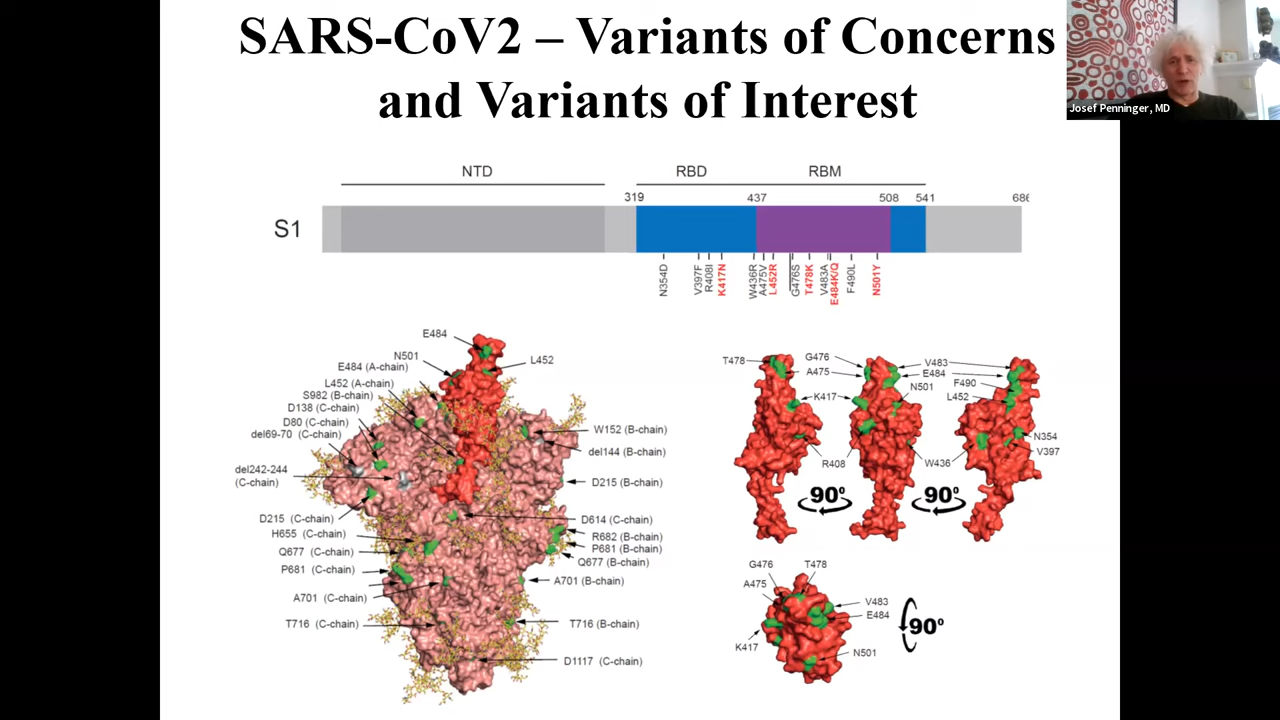 SARS-CoV2 – Variants of Concerns
and Variants of Interest
Josef Penninger, MD
NTD
RBD
RBM
319
437
508
541
686
S1
N354D
V397F
R408I
K417N
W436R
A475V
L452R
G476S
T478K
V483A
E484K/Q
F490L
N501Y
E484
N501
L452
E484 (A-chain)
L452 (A-chain)
S982 (B-chain)
D138 (C-chain)
D80 (C-chain)
del69-70 (C-chain)
del242-244
(C-chain)
D215 (C-chain)
H655 (C-chain)
Q677 (C-chain)
P681 (C-chain)
A701 (C-chain)
T716 (C-chain)
W152 (B-chain)
del144 (B-chain)
D215 (B-chain)
D614 (C-chain)
R682 (B-chain)
P681 (B-chain)
Q677 (B-chain)
A701 (B-chain)
T716 (B-chain)
D1117 (C-chain)
T478
G476
A475
K417
R408
V483
E484
N501
F490
L452
W436
N354
V397
90⁰
90⁰
G476
T478
A475
V483
E484
K417
N501
90⁰